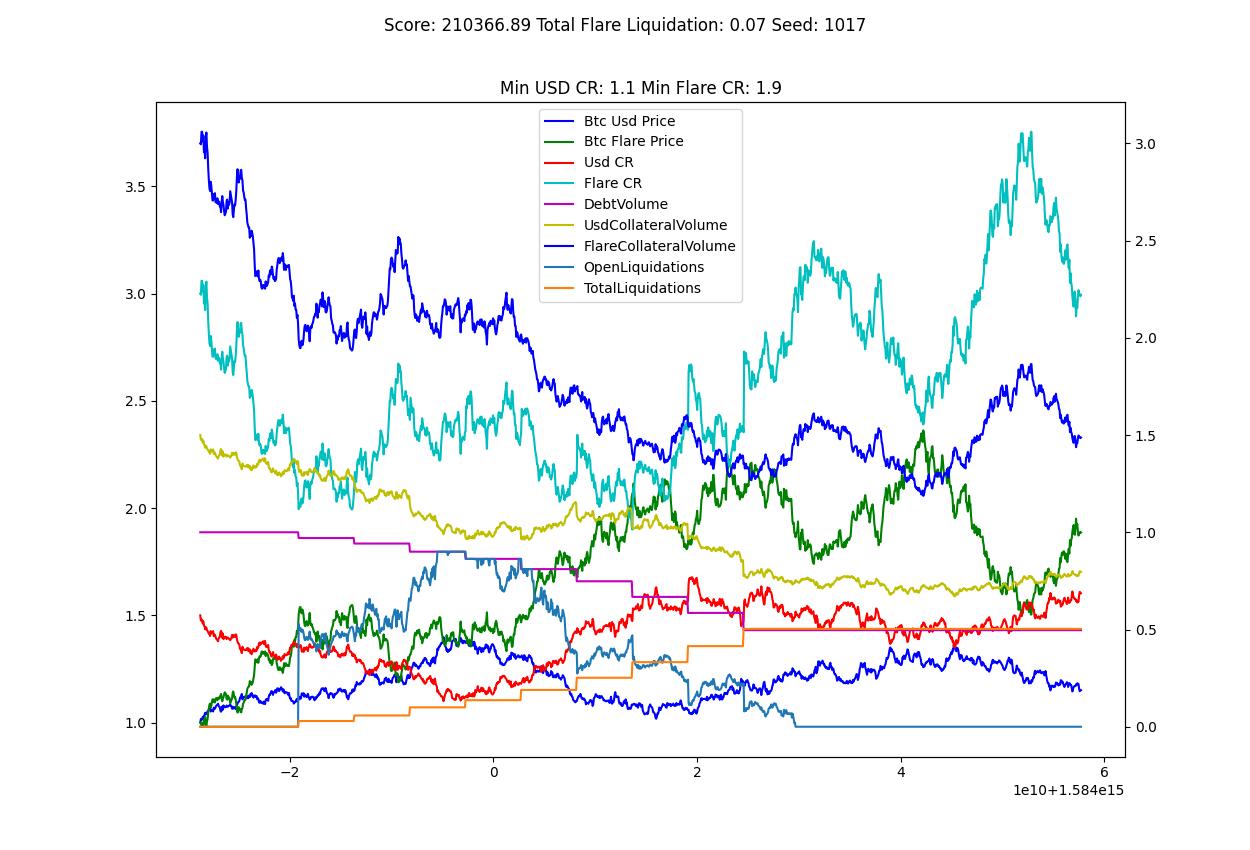 Score: 210366.89 Total Flare Liquidation: 0.07 Seed: 1017
Min USD CR: 1.1 Min Flare CR: 1.9
Btc Usd Price
Btc Flare Price
Usd CR
Flare CR
DebtVolume
UsdCollateralVolume
FlareCollateralVolume
OpenLiquidations
TotalLiquidations
3.5
3.0
2.5
2.0
1.5
1.0
3.0
2.5
2.0
1.5
1.0
0.5
0.0
−2 0 2 4 6
1e10+1.584e15